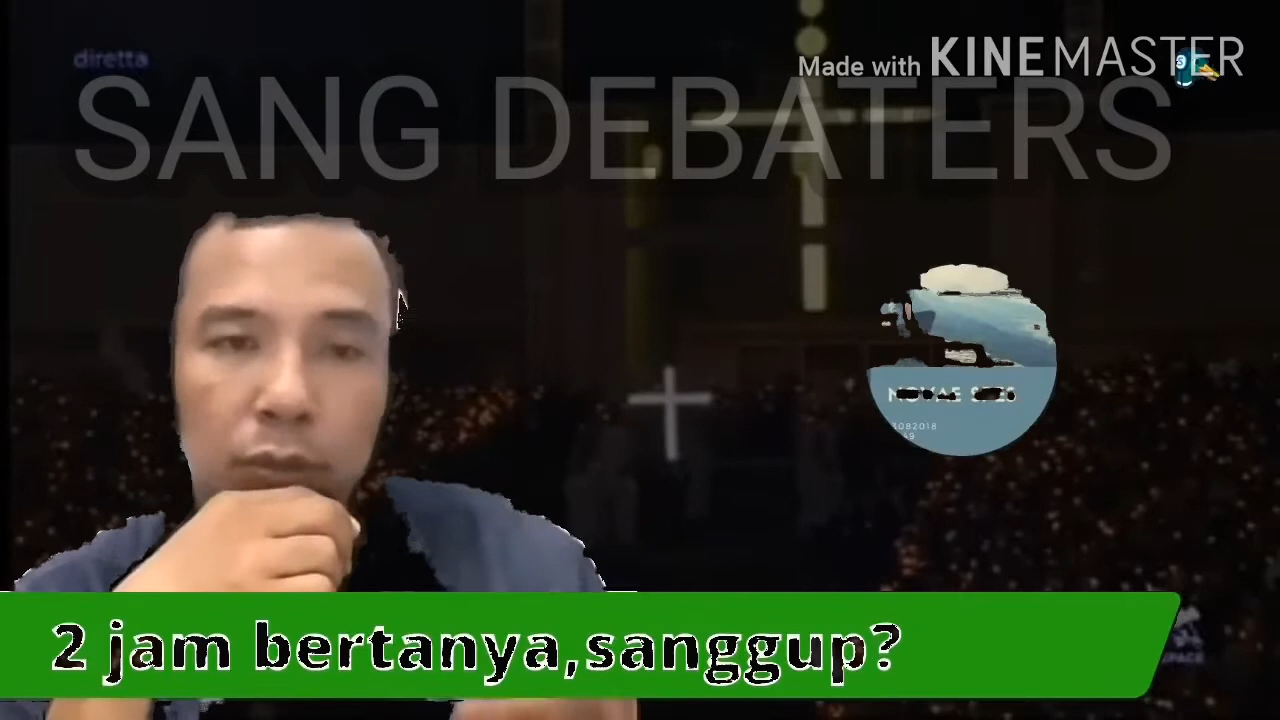 diretta
Made with KINEMASTER
SANG DEBATERS
2 jam bertanya,sanggup?